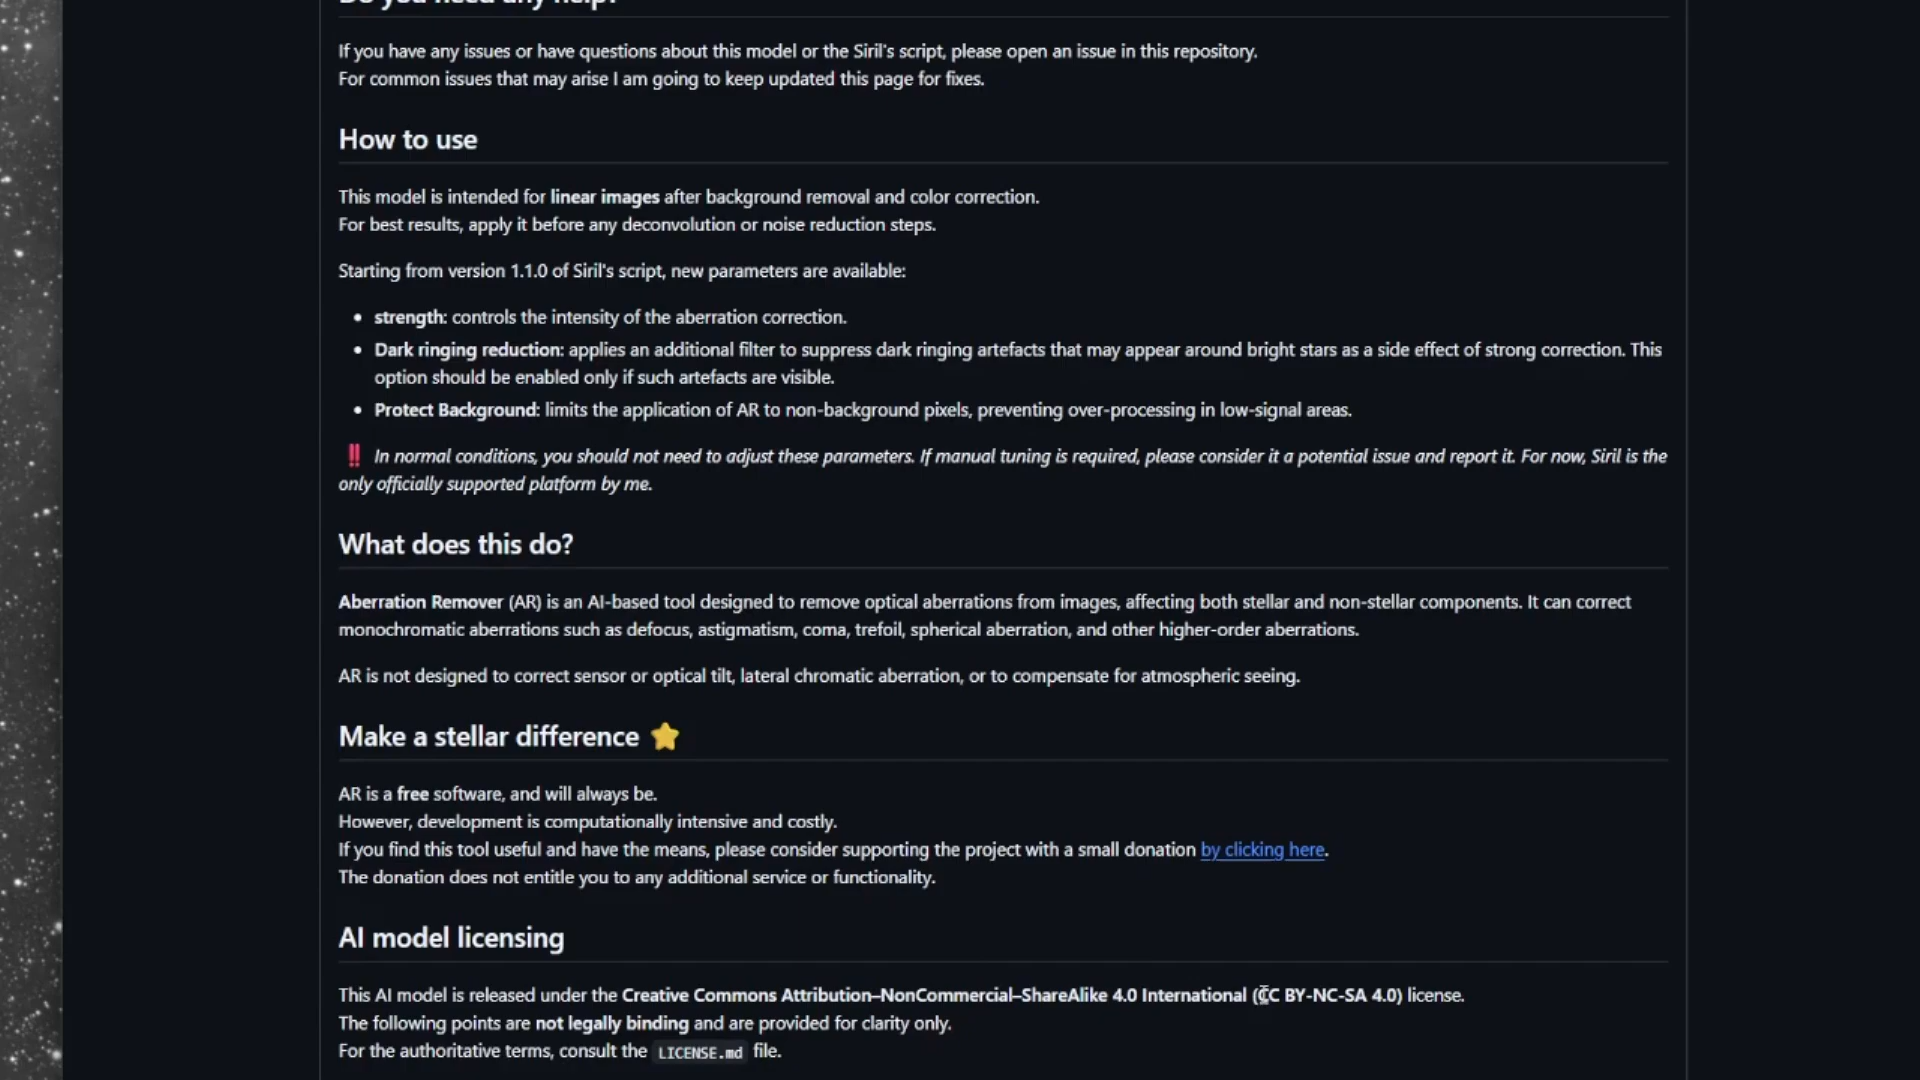 Do you need any help?
If you have any issues or have questions about this model or the Siril's script, please open an issue in this repository.
For common issues that may arise I am going to keep updated this page for fixes.
How to use
This model is intended for linear images after background removal and color correction.
For best results, apply it before any deconvolution or noise reduction steps.
Starting from version 1.1.0 of Siril's script, new parameters are available:
• strength: controls the intensity of the aberration correction.
• Dark ringing reduction: applies an additional filter to suppress dark ringing artefacts that may appear around bright stars as a side effect of strong correction. This
option should be enabled only if such artefacts are visible.
• Protect Background: limits the application of AR to non-background pixels, preventing over-processing in low-signal areas.
‼ In normal conditions, you should not need to adjust these parameters. If manual tuning is required, please consider it a potential issue and report it. For now, Siril is the
only officially supported platform by me.
What does this do?
Aberration Remover (AR) is an AI-based tool designed to remove optical aberrations from images, affecting both stellar and non-stellar components. It can correct
monochromatic aberrations such as defocus, astigmatism, coma, trefoil, spherical aberration, and other higher-order aberrations.
AR is not designed to correct sensor or optical tilt, lateral chromatic aberration, or to compensate for atmospheric seeing.
Make a stellar difference ⭐
AR is a free software, and will always be.
However, development is computationally intensive and costly.
If you find this tool useful and have the means, please consider supporting the project with a small donation by clicking here.
The donation does not entitle you to any additional service or functionality.
AI model licensing
This AI model is released under the Creative Commons Attribution–NonCommercial–ShareAlike 4.0 International (CC BY-NC-SA 4.0) license.
The following points are not legally binding and are provided for clarity only.
For the authoritative terms, consult the LICENSE.md file.